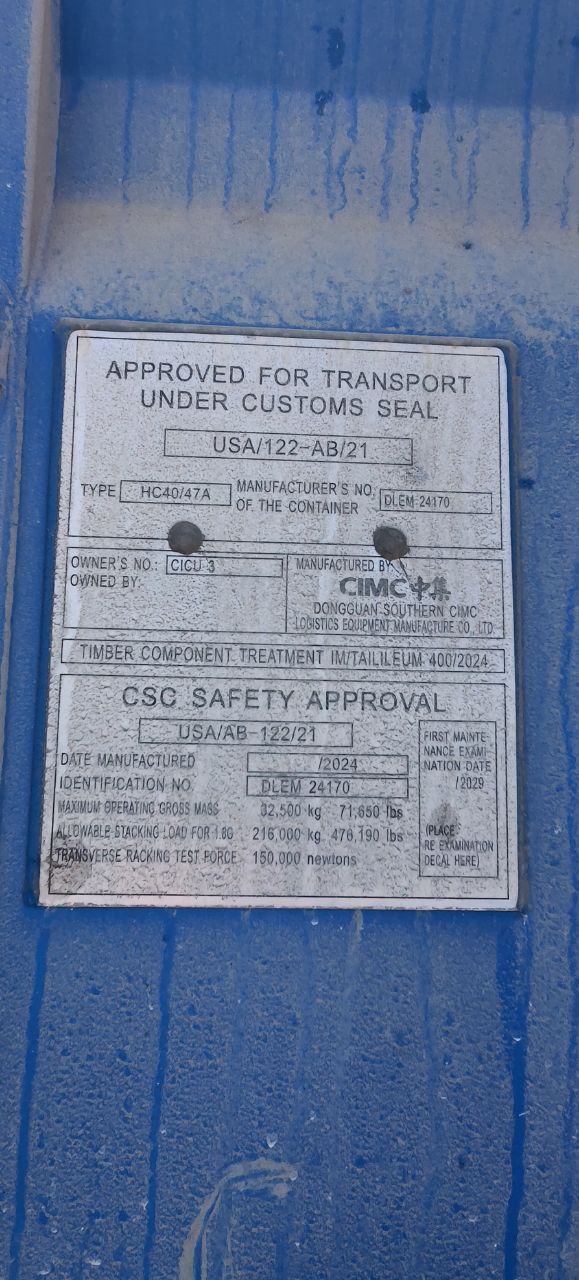 APPROVED FOR TRANSPORT
UNDER CUSTOMS SEAL
USA/122-AB/21
TYPE HC40/47A
MANUFACTURER'S NO.
OF THE CONTAINER
DLEM 24170
OWNER'S NO.: CICU 3
OWNED BY:
MANUFACTURED BY:
CIMC中集
DONGGUAN SOUTHERN CIMC
LOGISTICS EQUIPMENT MANUFACTURE CO., LTD
TIMBER COMPONENT TREATMENT IM/TAILILEUM 400/2024
CSC SAFETY APPROVAL
USA/AB-122/21
DATE MANUFACTURED /2024
IDENTIFICATION NO. DLEM 24170
MAXIMUM OPERATING GROSS MASS 32,500 kg 71,650 lbs
ALLOWABLE STACKING LOAD FOR 1.8G 216,000 kg 476,190 lbs
TRANSVERSE RACKING TEST FORCE 150,000 newtons
FIRST MAINTE-
NANCE EXAMI-
NATION DATE
/2029
(PLACE
RE EXAMINATION
DECAL HERE)